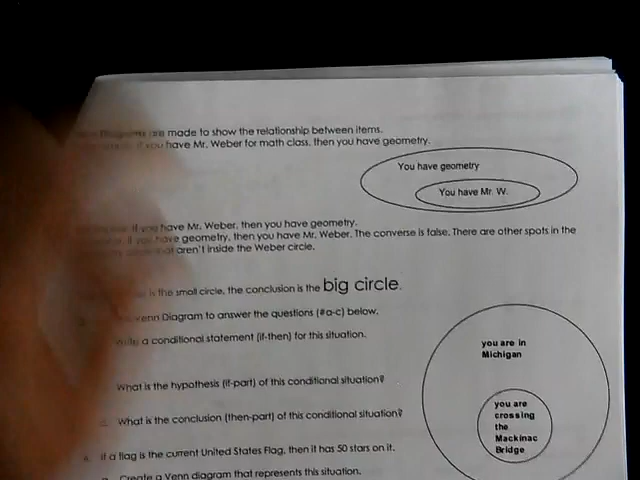 Diagrams are made to show the relationship between items.
if you have Mr. Weber for math class, then you have geometry.
You have geometry
You have Mr. W.
if you have Mr. Weber, then you have geometry.
if you have geometry, then you have Mr. Weber. The converse is false. There are other spots in the
aren't inside the Weber circle.
is the small circle, the conclusion is the big circle.
Venn Diagram to answer the questions (#a-c) below.
Write a conditional statement (if-then) for this situation.
you are in
Michigan
What is the hypothesis (if-part) of this conditional situation?
you are
crossing
the
Mackinac
Bridge
What is the conclusion (then-part) of this conditional situation?
If a flag is the current United States Flag, then it has 50 stars on it.
Create a Venn diagram that represents this situation.